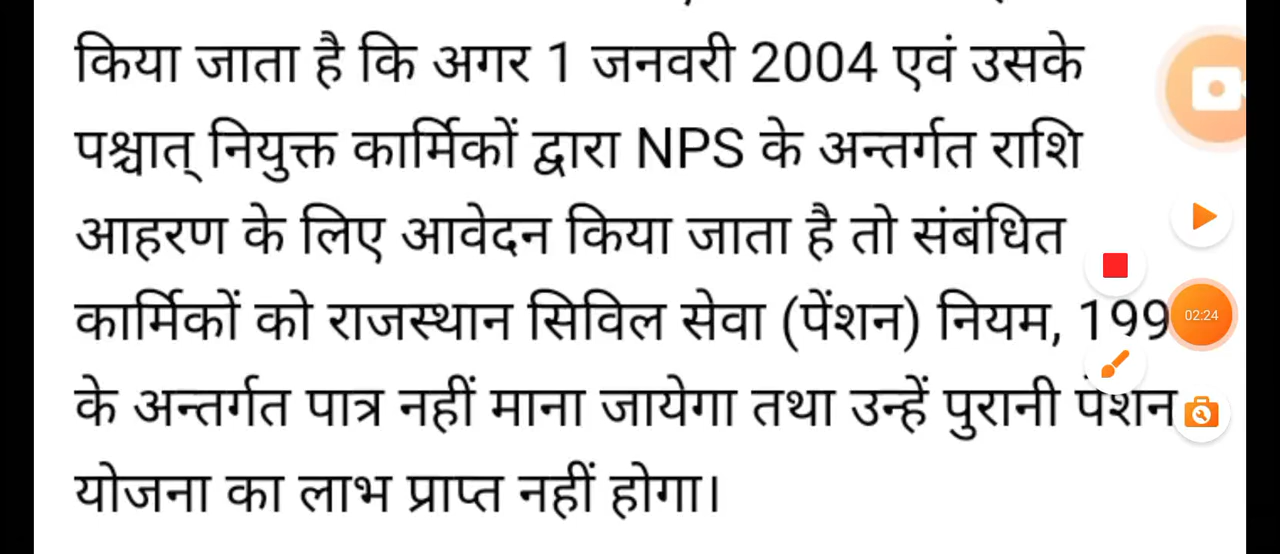 किया जाता है कि अगर 1 जनवरी 2004 एवं उसके
पश्चात् नियुक्त कार्मिकों द्वारा NPS के अन्तर्गत राशि
आहरण के लिए आवेदन किया जाता है तो संबंधित
कार्मिकों को राजस्थान सिविल सेवा (पेंशन) नियम, 199
02:24
के अन्तर्गत पात्र नहीं माना जायेगा तथा उन्हें पुरानी पेंशन
योजना का लाभ प्राप्त नहीं होगा।